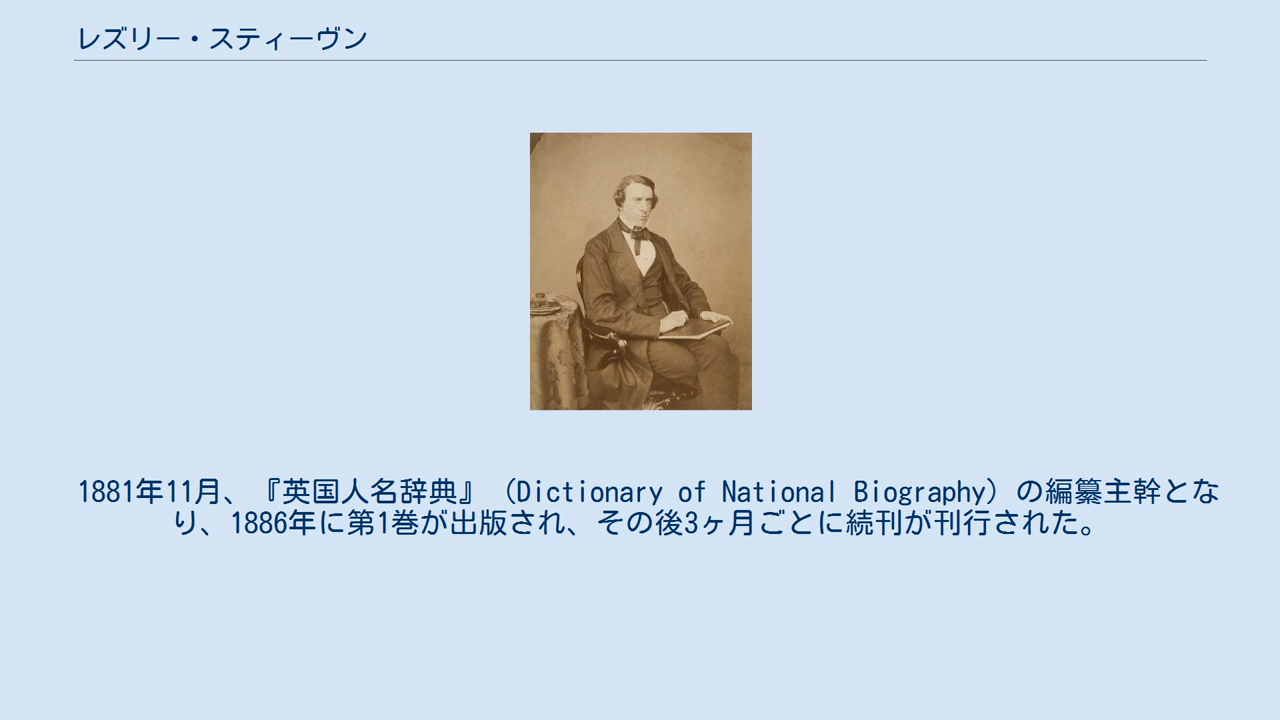 レズリー・スティーヴン
1881年11月、『英国人名辞典』（Dictionary of National Biography）の編纂主幹とな
り、1886年に第1巻が出版され、その後3ヶ月ごとに続刊が刊行された。